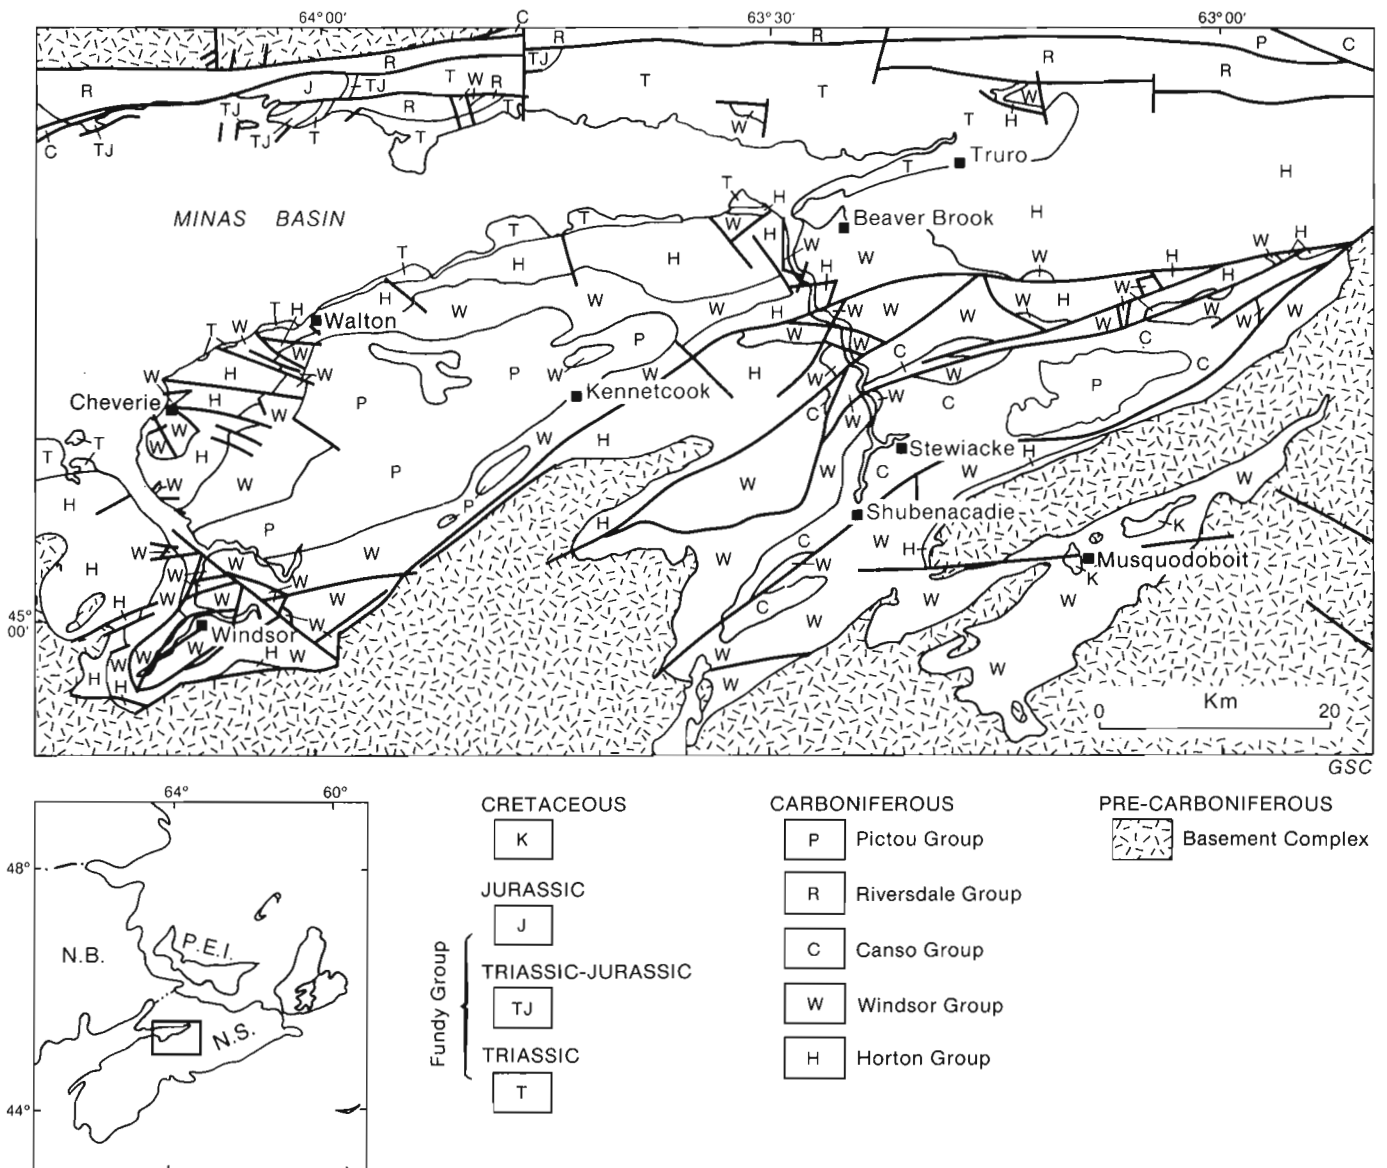 64°00′ C 63°30′ 63°00′
R R P C
R TJ R R
R J TJ T W R T T W
TJ R T W T H
C TJ TJ T T Truro
T H
MINAS BASIN T H W H Beaver Brook H
T T W W H
T H H W H W H
H W W H W W W H W W H W W W W
T H
T W Walton P W W C C
W H W P W W H W W C P
Cheverie H W P Kennetcook C W W C
W W W H Stewiacke H
T T H W P W W C W W
H P P H Shubenacadie K
W W W C W H Musquodoboit
H W W W W K
H W W W W C W W W
45°00′ Windsor W
W W W H W W W
H H W
Km
0 20
GSC
64° 60°
48°
N.B.
P.E.I.
N.S.
44°
CRETACEOUS
K
JURASSIC
J
Fundy Group
TRIASSIC-JURASSIC
TJ
TRIASSIC
T
CARBONIFEROUS
P Pictou Group
R Riversdale Group
C Canso Group
W Windsor Group
H Horton Group
PRE-CARBONIFEROUS
Basement Complex